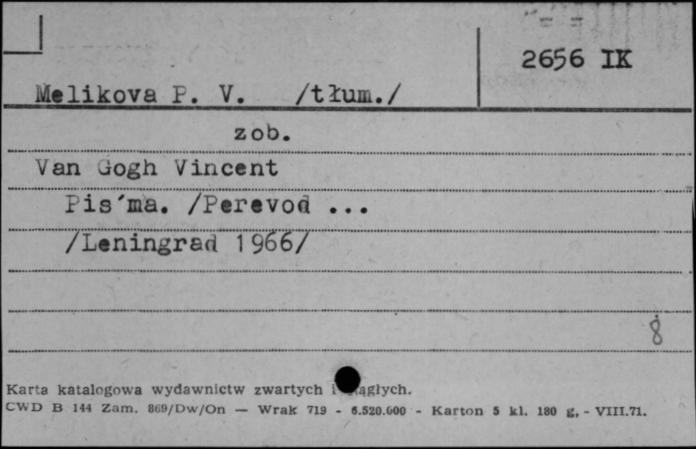 2656 IK
Melikova P. V. /tłum./
zob.
Van Gogh Vincent
Pis´ma. /Perevod ...
/Leningrad 1966/
8
Karta katalogowa wydawnictw zwartych i
CWD B 144 Zam. 869/Dw/On — Wrak 719 - 6.520.000 - Karton 5 kl. 180 g. - VIII.71.